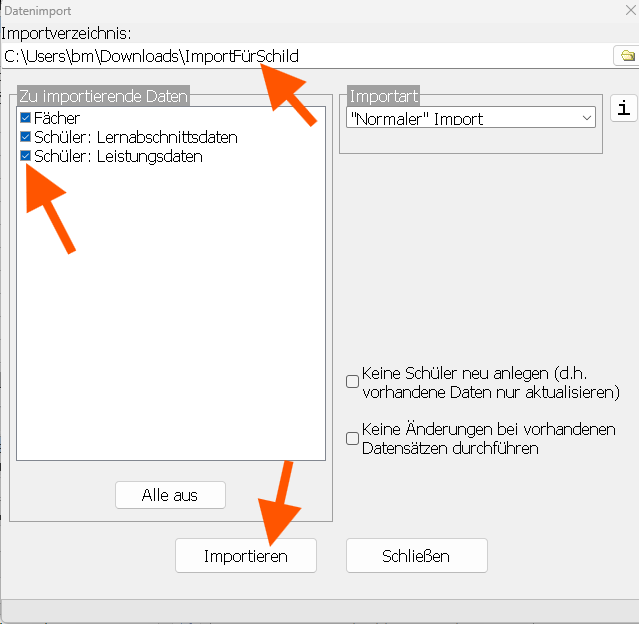 Datenimport
Importverzeichnis:
C:\Users\bm\Downloads\ImportFürSchild
Zu importierende Daten
Fächer
Schüler: Lernabschnittsdaten
Schüler: Leistungsdaten
Alle aus
Importart
"Normaler" Import
i
Keine Schüler neu anlegen (d.h.
vorhandene Daten nur aktualisieren)
Keine Änderungen bei vorhandenen
Datensätzen durchführen
Importieren
Schließen